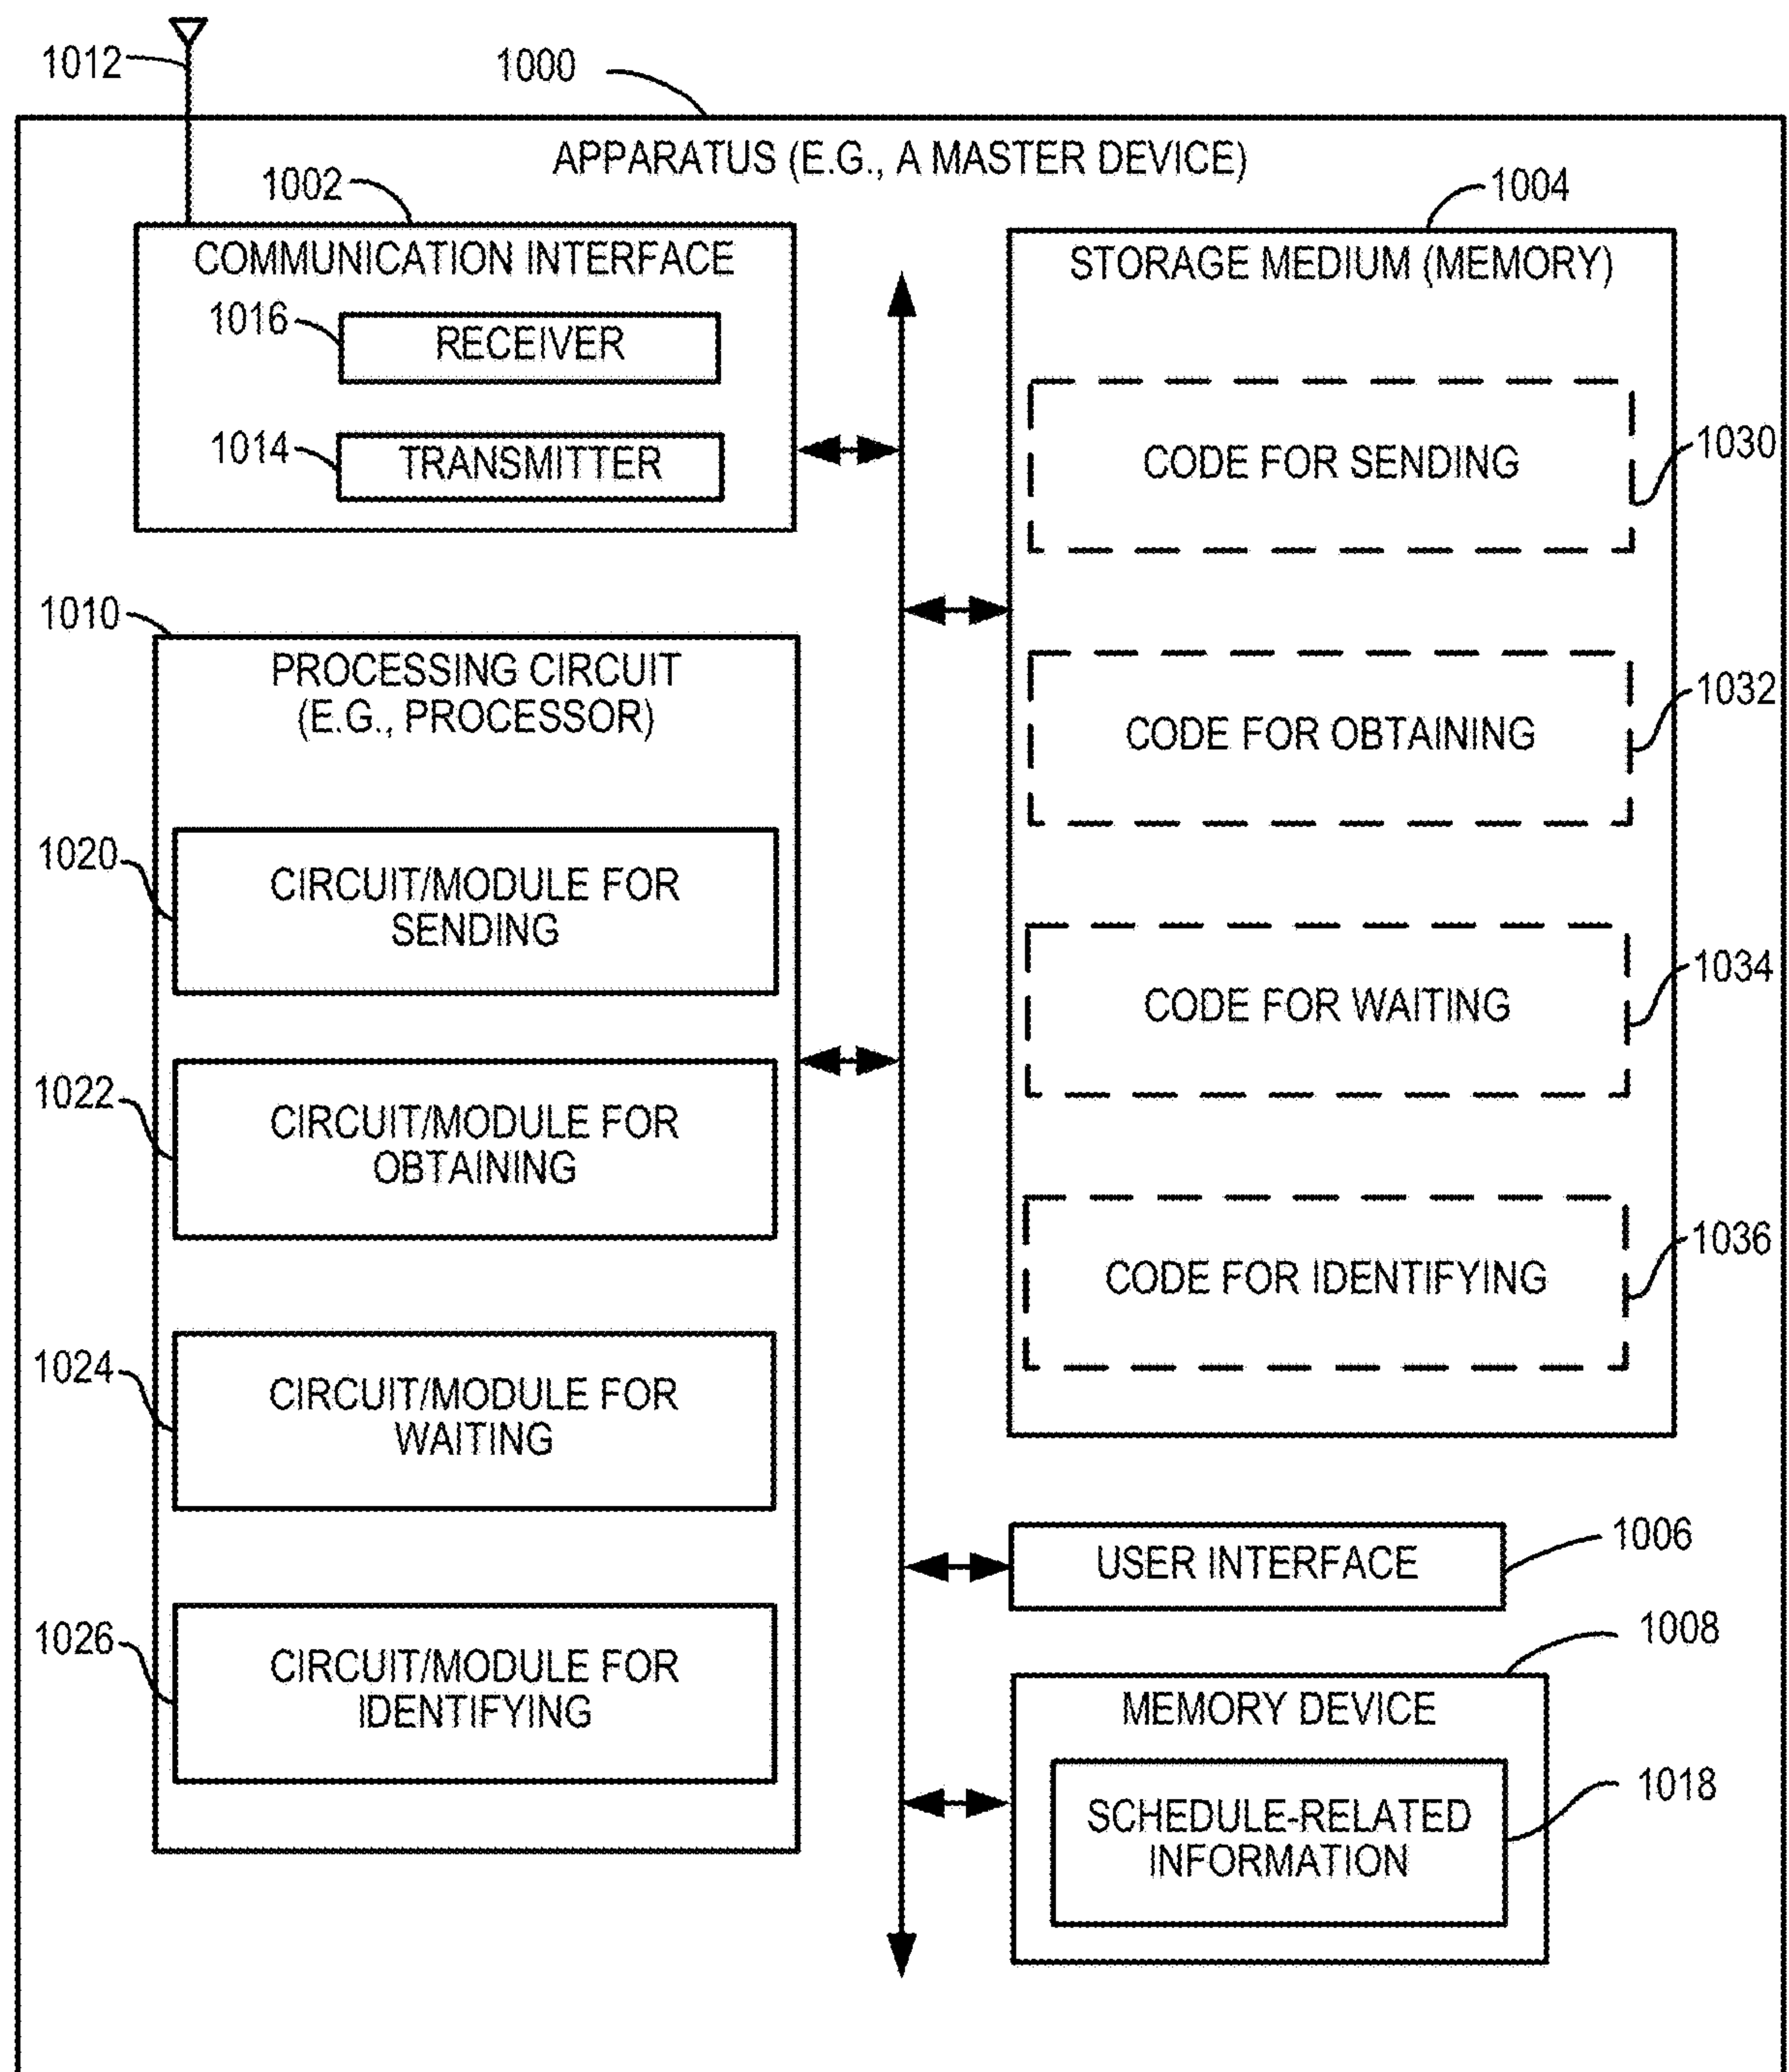 1012
1000
APPARATUS (E.G., A MASTER DEVICE)
1002
COMMUNICATION INTERFACE
1016
RECEIVER
1014
TRANSMITTER
1010
PROCESSING CIRCUIT
(E.G., PROCESSOR)
1020
CIRCUIT/MODULE FOR
SENDING
1022
CIRCUIT/MODULE FOR
OBTAINING
1024
CIRCUIT/MODULE FOR
WAITING
1026
CIRCUIT/MODULE FOR
IDENTIFYING
1004
STORAGE MEDIUM (MEMORY)
CODE FOR SENDING
1030
CODE FOR OBTAINING
1032
CODE FOR WAITING
1034
CODE FOR IDENTIFYING
1036
USER INTERFACE
1006
1008
MEMORY DEVICE
SCHEDULE-RELATED
INFORMATION
1018